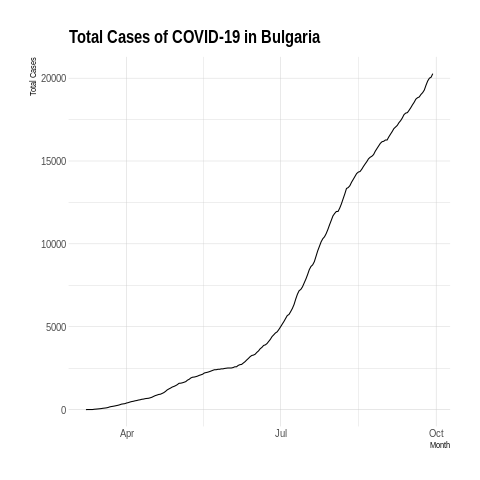 Total Cases of COVID-19 in Bulgaria
Total Cases
20000
15000
10000
5000
0
Apr
Jul
Oct
Month